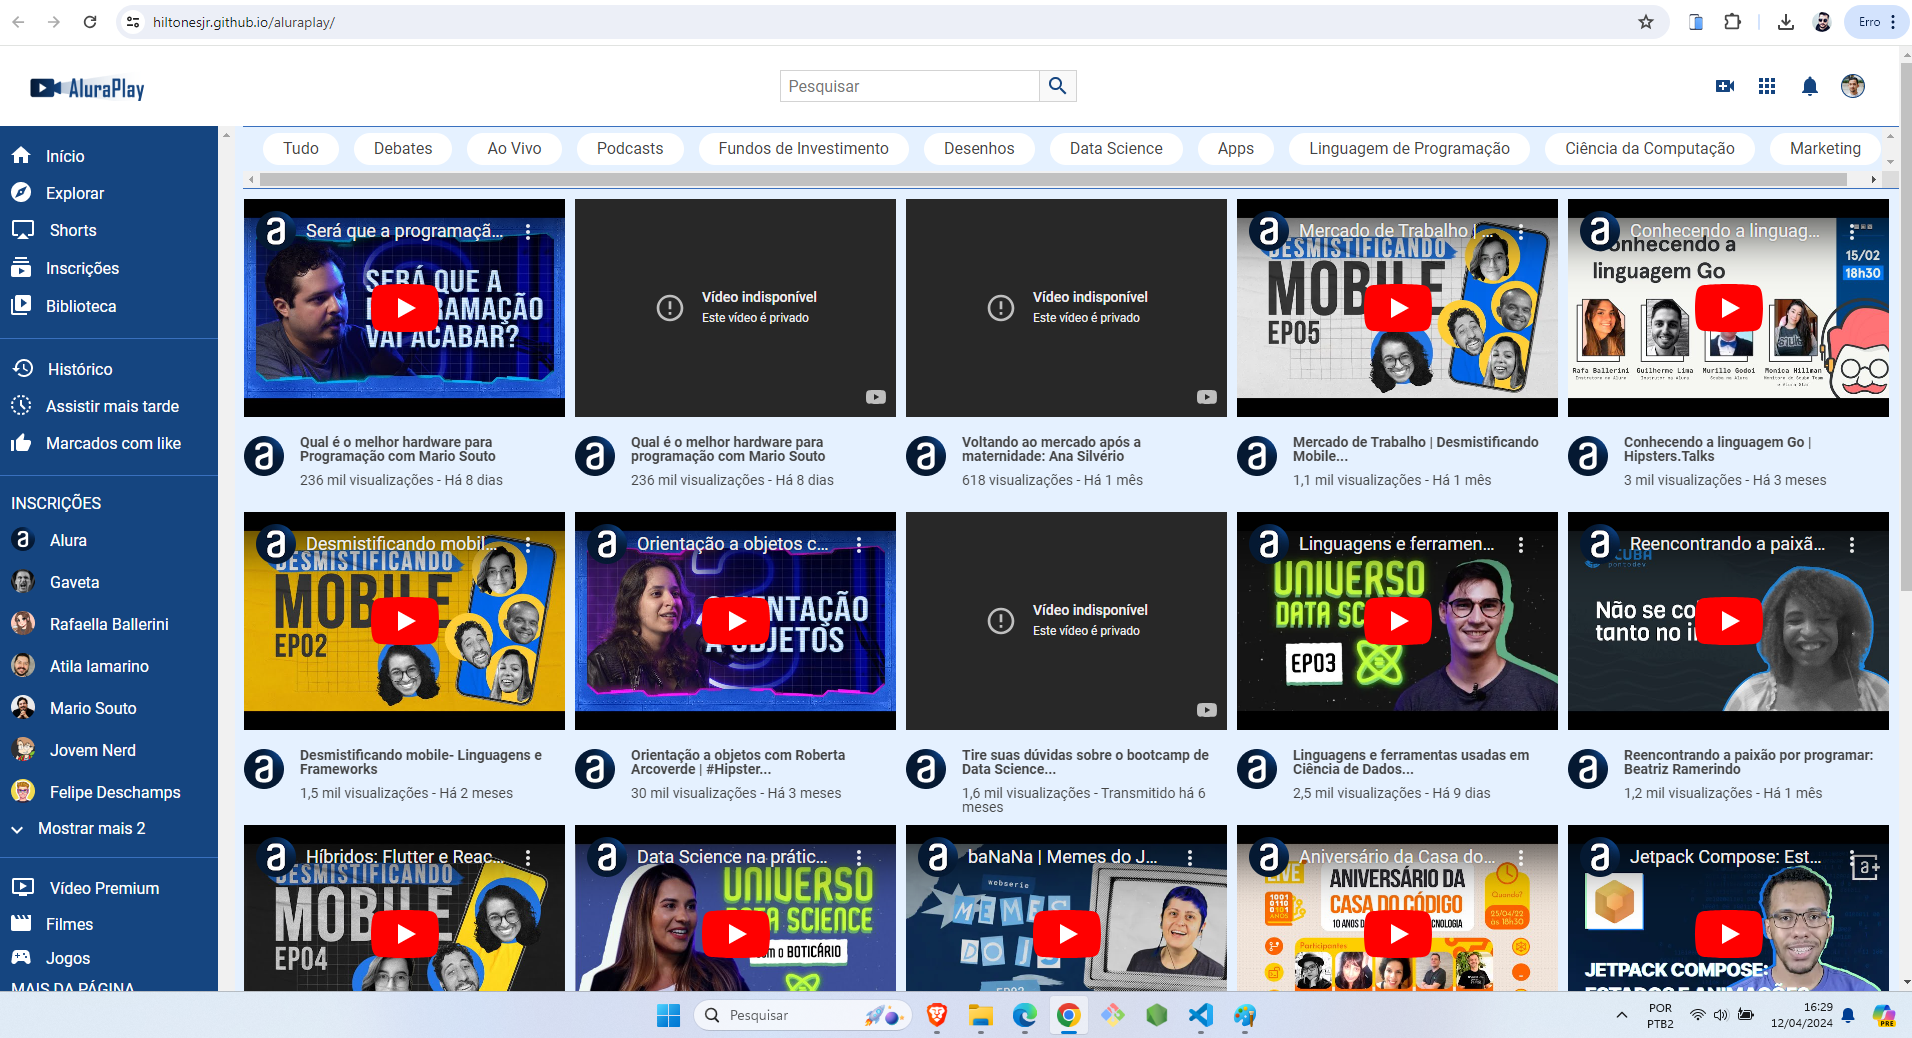 hiltonesjr.github.io/aluraplay/
Erro
AluraPlay
Pesquisar
Início
Explorar
Shorts
Inscrições
Biblioteca
Histórico
Assistir mais tarde
Marcados com like
INSCRIÇÕES
Alura
Gaveta
Rafaella Ballerini
Atila Iamarino
Mario Souto
Jovem Nerd
Felipe Deschamps
Mostrar mais 2
Vídeo Premium
Filmes
Jogos
MAIS DA PÁGINA
Tudo
Debates
Ao Vivo
Podcasts
Fundos de Investimento
Desenhos
Data Science
Apps
Linguagem de Programação
Ciência da Computação
Marketing
a Será que a programaçã...
SERÁ QUE A
VAI ACABAR?
Qual é o melhor hardware para
Programação com Mario Souto
236 mil visualizações - Há 8 dias
Vídeo indisponível
Este vídeo é privado
Qual é o melhor hardware para
programação com Mario Souto
236 mil visualizações - Há 8 dias
Vídeo indisponível
Este vídeo é privado
Voltando ao mercado após a
maternidade: Ana Silvério
618 visualizações - Há 1 mês
a Mercado de Trabalho | ...
DESMISTIFICANDO
MOBILE
EP05
Mercado de Trabalho | Desmistificando
Mobile...
1,1 mil visualizações - Há 1 mês
a Conhecendo a linguag...
Conhecendo a
linguagem Go
15/02
18h30
Rafa Ballerini
Guilherme Lima
Murillo Godoi
Monica Hillman
Conhecendo a linguagem Go |
Hipsters.Talks
3 mil visualizações - Há 3 meses
a Desmistificando mobil...
DESMISTIFICANDO
MOBILE
EP02
Desmistificando mobile- Linguagens e
Frameworks
1,5 mil visualizações - Há 2 meses
a Orientação a objetos c...
ORIENTAÇÃO
A OBJETOS
Orientação a objetos com Roberta
Arcoverde | #Hipster...
30 mil visualizações - Há 3 meses
Vídeo indisponível
Este vídeo é privado
Tire suas dúvidas sobre o bootcamp de
Data Science...
1,6 mil visualizações - Transmitido há 6
meses
a Linguagens e ferramen...
UNIVERSO
DATA SC
EP03
Linguagens e ferramentas usadas em
Ciência de Dados...
2,5 mil visualizações - Há 9 dias
a Reencontrando a paixã...
CUBA
pontodev
Não se co
tanto no i
Reencontrando a paixão por programar:
Beatriz Ramerindo
1,2 mil visualizações - Há 1 mês
a Híbridos: Flutter e Reac...
DESMISTIFICANDO
MOBILE
EP04
a Data Science na prátic...
UNIVERSO
DATA SCIENCE
com o BOTICÁRIO
a baNaNa | Memes do J...
webserie
MEMES
DO
a Aniversário da Casa do...
LIVE
ANIVERSÁRIO DA
CASA DO CÓDIGO
Quando?
25/04/22
às 18h30
Participantes
a Jetpack Compose: Est...
a+
JETPACK COMPOSE:
ESTADOS E ANIMAÇÕES
Pesquisar
POR
PTB2
16:29
12/04/2024
PRE